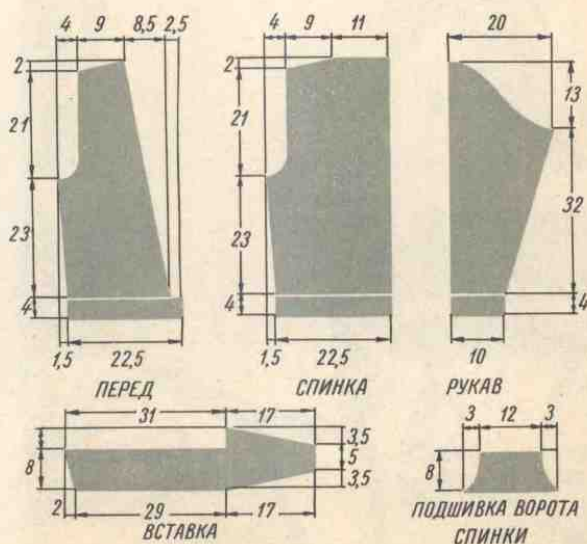 4 9 8,5 2,5
4 9 11
20
2
2
21
21
13
23
23
32
4
4
4
1,5 22,5
1,5 22,5
10
ПЕРЕД
СПИНКА
РУКАВ
31 17
3,5
8
5
3,5
2 29 17
ВСТАВКА
3 12 3
8
ПОДШИВКА ВОРОТА
СПИНКИ